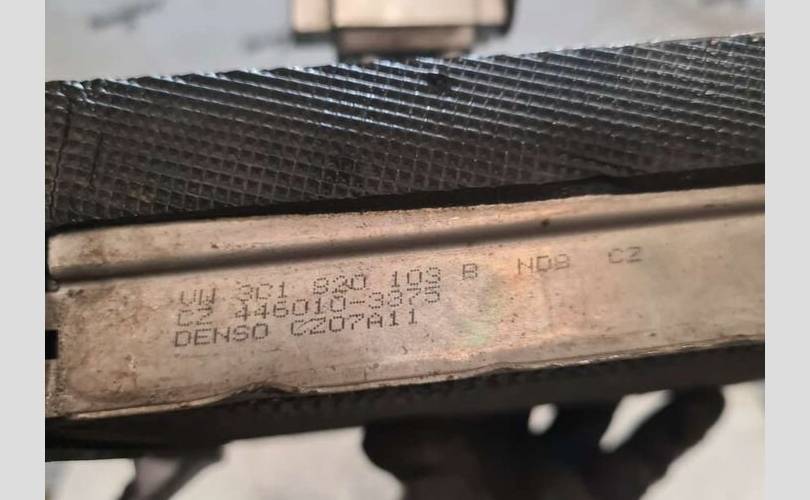 VW 3C1 820 103 B ND8 CZ
CZ 446010-3375
DENSO CZ07A11